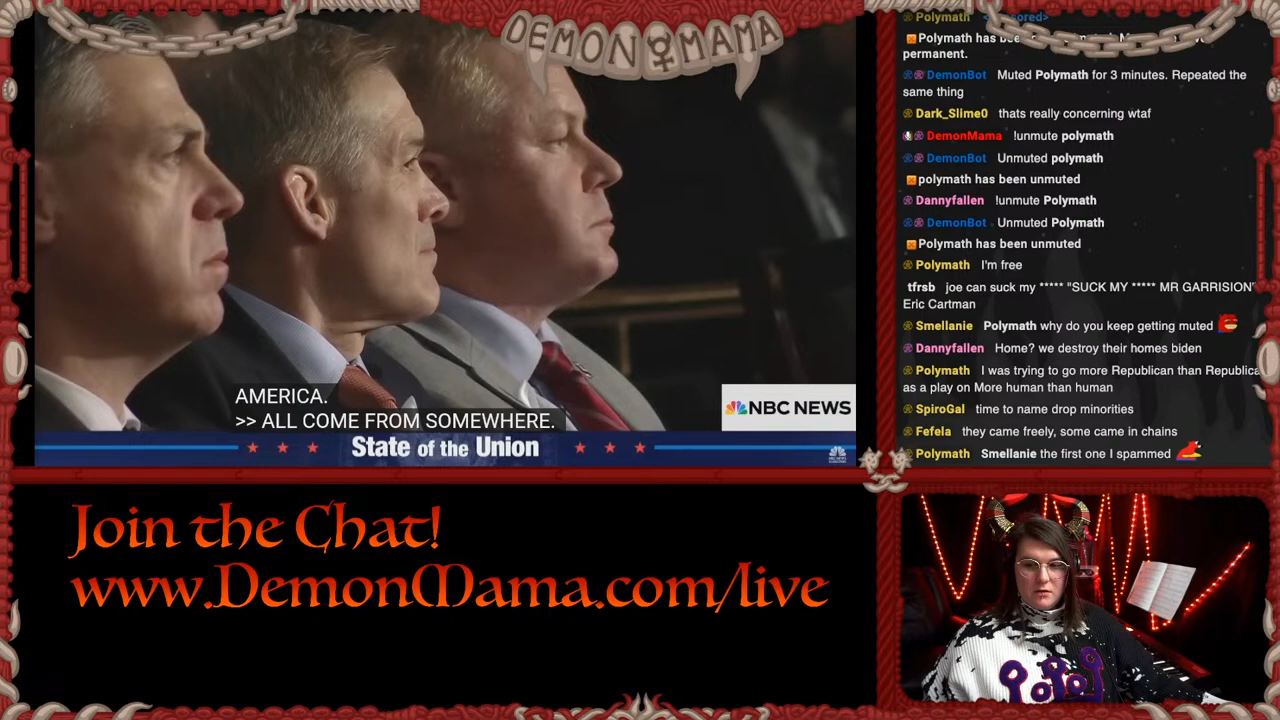 DEMON MAMA
AMERICA.
>> ALL COME FROM SOMEWHERE.
NBC NEWS
State of the Union
Polymath
Polymath has been
permanent.
DemonBot Muted Polymath for 3 minutes. Repeated the
same thing
Dark_Slime0 thats really concerning wtaf
DemonMama !unmute polymath
DemonBot Unmuted polymath
polymath has been unmuted
Dannyfallen !unmute Polymath
DemonBot Unmuted Polymath
Polymath has been unmuted
Polymath I'm free
tfrsb joe can suck my ***** "SUCK MY ***** MR GARRISION"
Eric Cartman
Smellanie Polymath why do you keep getting muted
Dannyfallen Home? we destroy their homes biden
Polymath I was trying to go more Republican than Republica
as a play on More human than human
SpiroGal time to name drop minorities
Fefela they came freely, some came in chains
Polymath Smellanie the first one I spammed
Join the Chat!
www.DemonMama.com/live